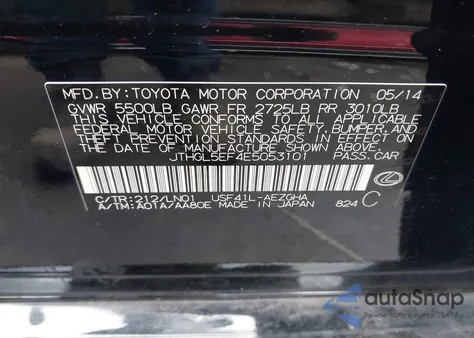 MFD.BY:TOYOTA MOTOR CORPORATION 05/14
GVWR 5500LB GAWR FR 2725LB RR 3010LB
THIS VEHICLE CONFORMS TO ALL APPLICABLE
FEDERAL MOTOR VEHICLE SAFETY, BUMPER, AND
THEFT PREVENTION STANDARDS IN EFFECT ON
THE DATE OF MANUFACTURE SHOWN ABOVE.
JTHGL5EF4E5053101 PASS.CAR
C/TR:212/LN01 USF41L-AEZGHA
A/TM:A01A/AA80E MADE IN JAPAN 824 C
autoSnap